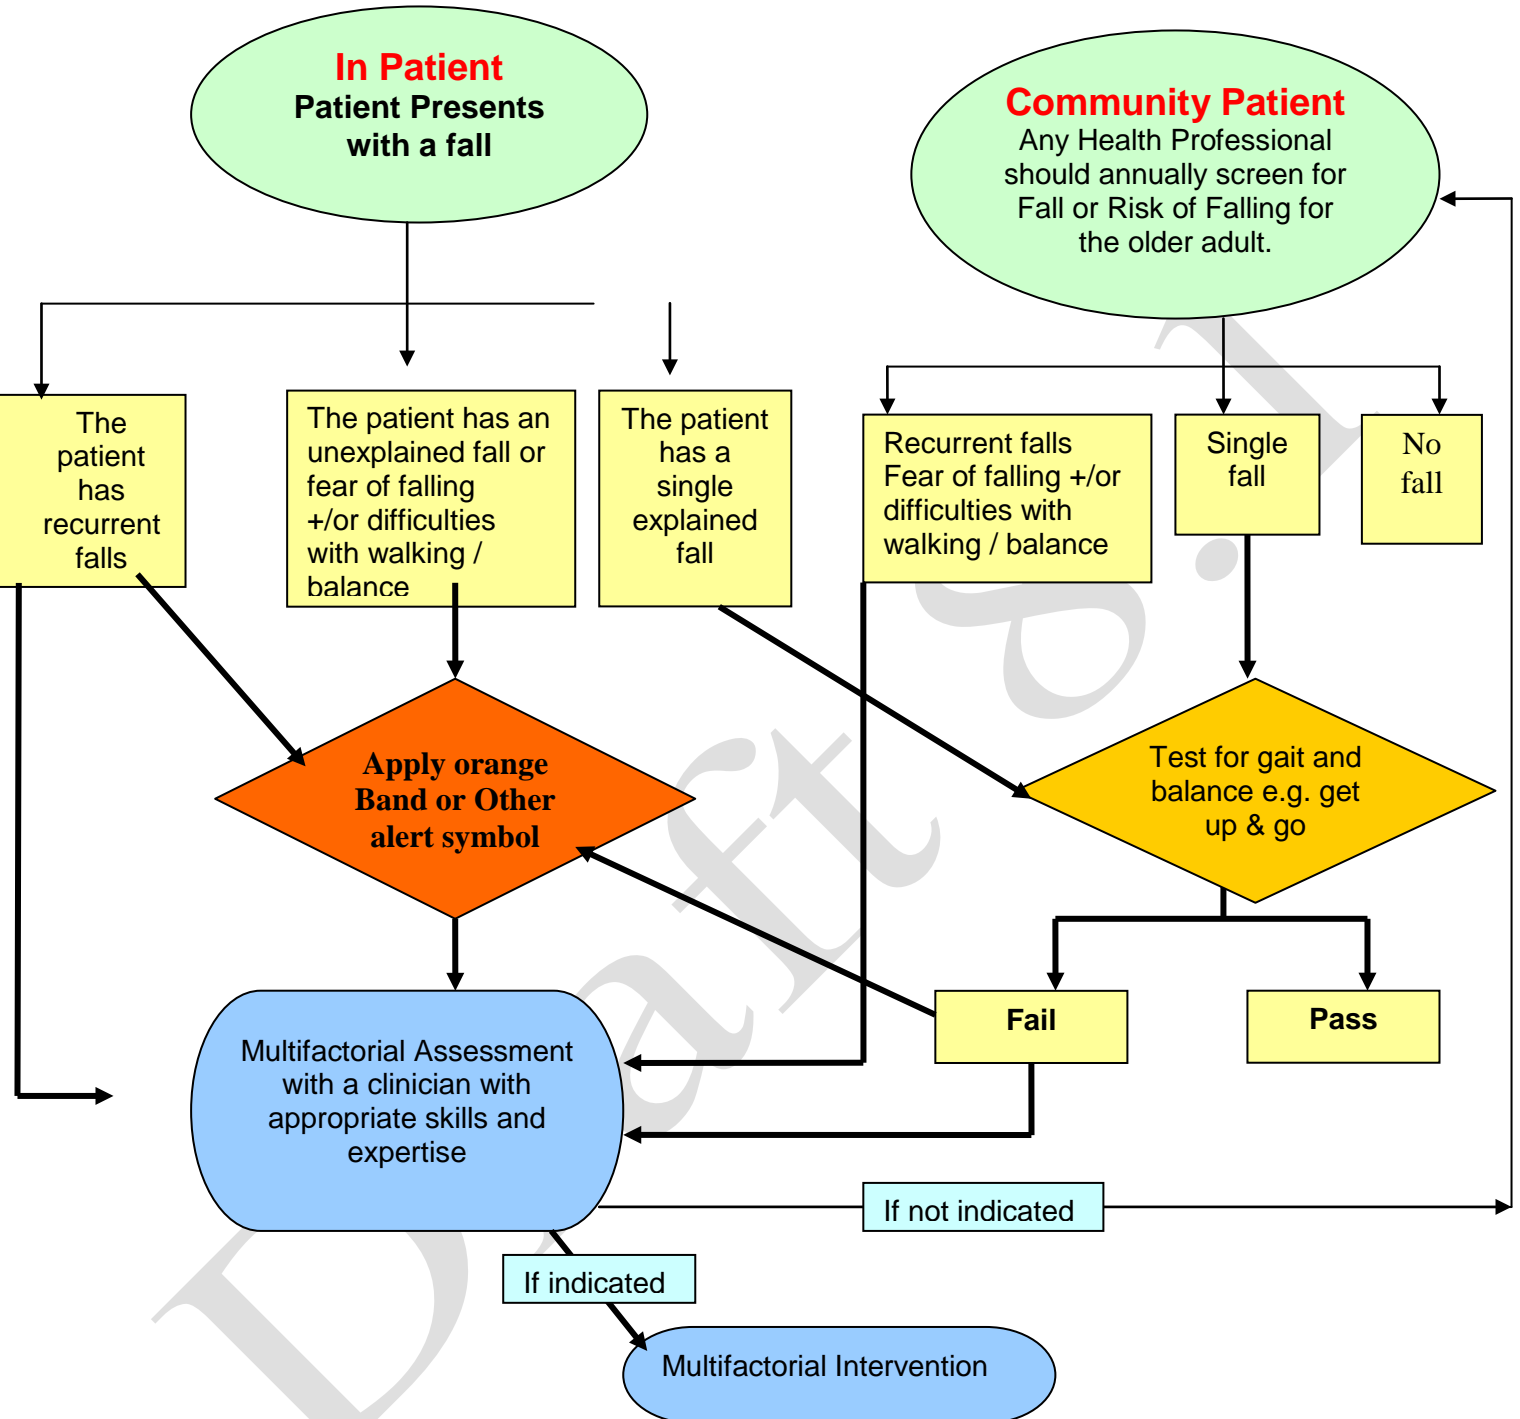 In Patient
Patient Presents
with a fall
Community Patient
Any Health Professional
should annually screen for
Fall or Risk of Falling for
the older adult.
The
patient
has
recurrent
falls
The patient has an
unexplained fall or
fear of falling
+/or difficulties
with walking /
balance
The patient
has a
single
explained
fall
Recurrent falls
Fear of falling +/or
difficulties with
walking / balance
Single
fall
No
fall
Apply orange
Band or Other
alert symbol
Test for gait and
balance e.g. get
up & go
Fail
Pass
Multifactorial Assessment
with a clinician with
appropriate skills and
expertise
If not indicated
If indicated
Multifactorial Intervention
Draft 8.1